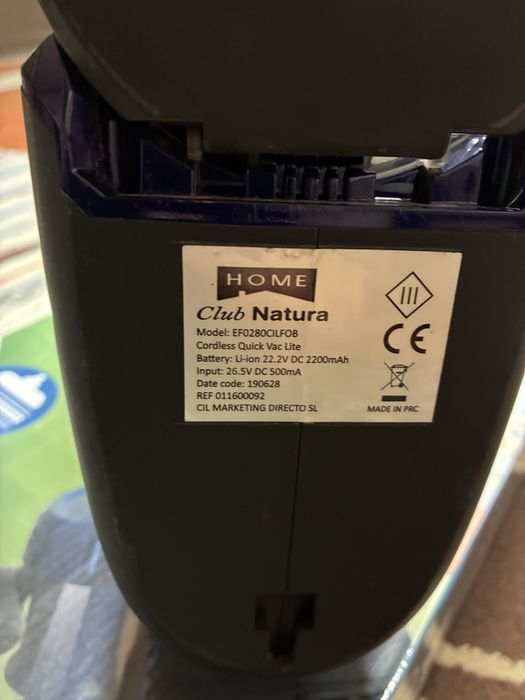 HOME
Club Natura
Model: EF0280CILFOB
Cordless Quick Vac Lite
Battery: Li-ion 22.2V DC 2200mAh
Input: 26.5V DC 500mA
Date code: 190628
REF 011600092
CIL MARKETING DIRECTO SL
III
CE
MADE IN PRC